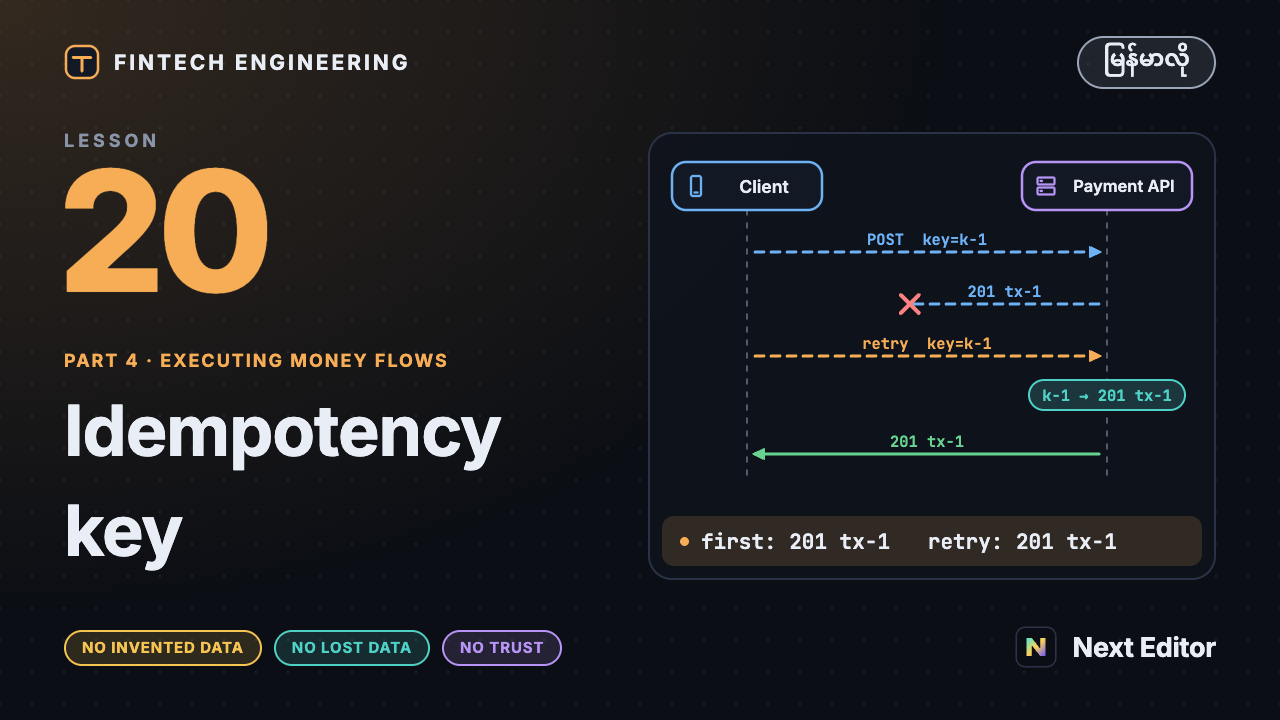 FINTECH ENGINEERING
မြန်မာလို
LESSON
20
PART 4 · EXECUTING MONEY FLOWS
Idempotency
key
Client
Payment API
POST key=k-1
201 tx-1
retry key=k-1
k-1 → 201 tx-1
201 tx-1
first: 201 tx-1 retry: 201 tx-1
NO INVENTED DATA
NO LOST DATA
NO TRUST
N
Next Editor